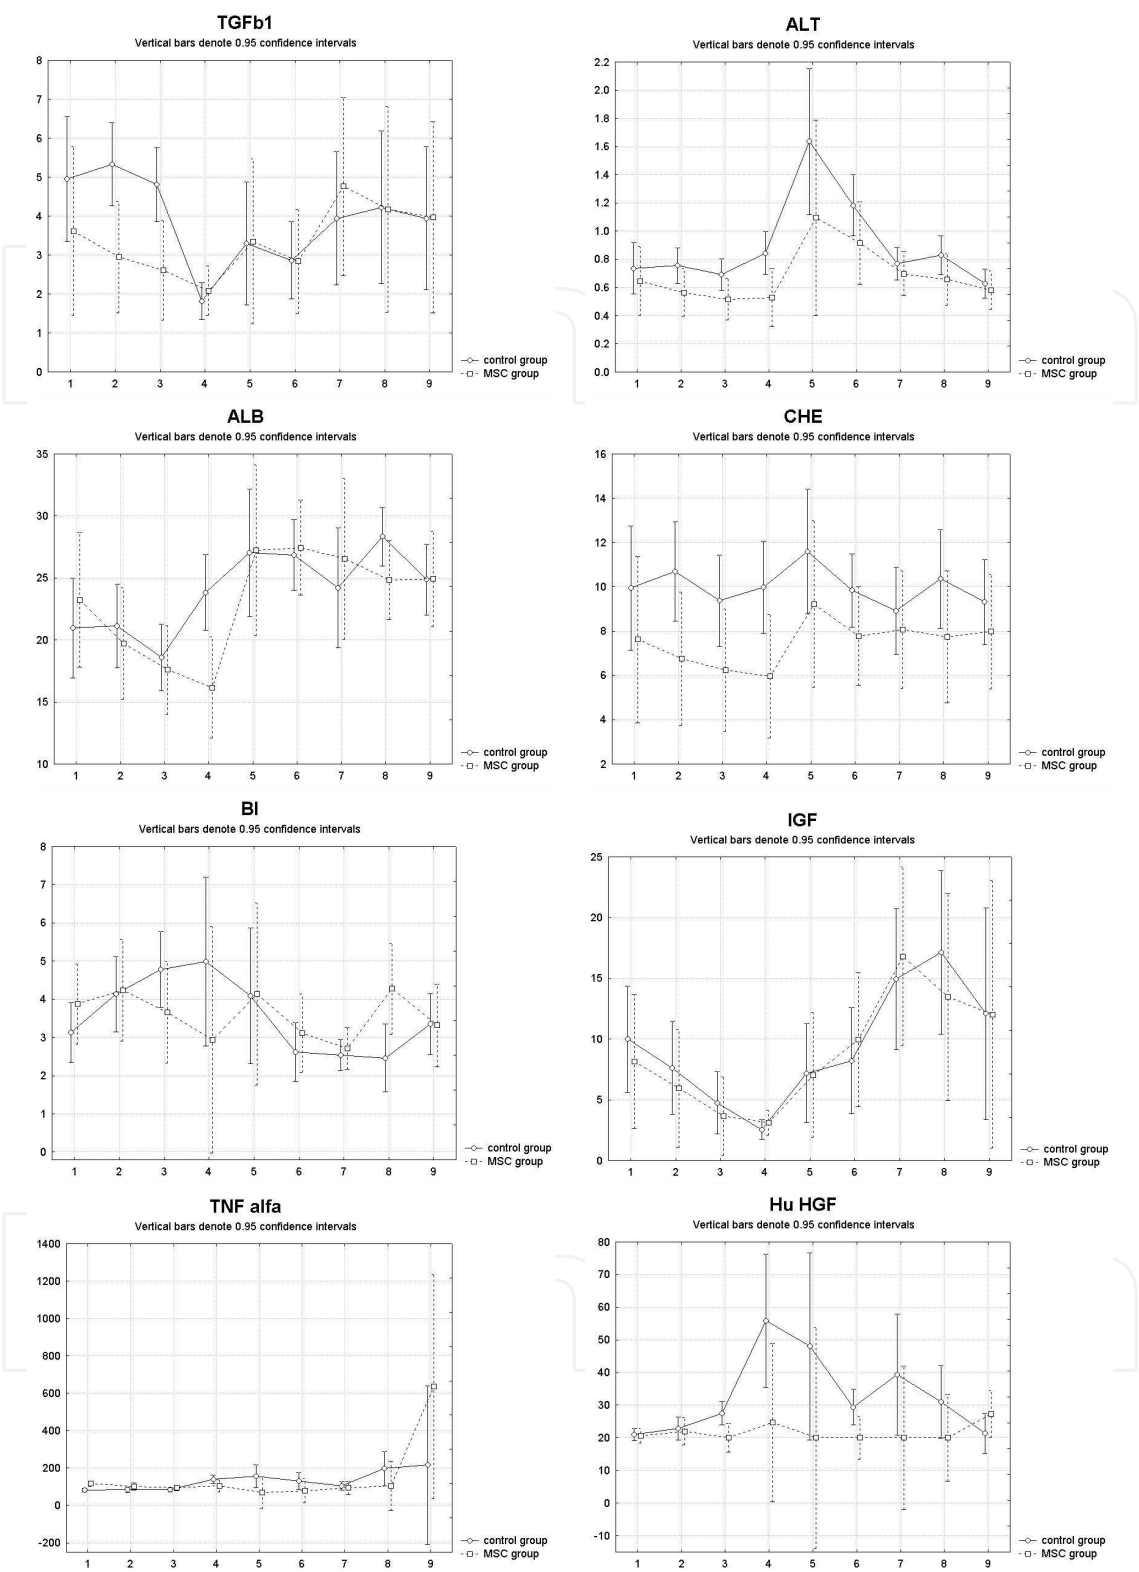 TGFb1
Vertical bars denote 0.95 confidence intervals
8
7
6
5
4
3
2
1
0
1 2 3 4 5 6 7 8 9
control group
MSC group
ALT
Vertical bars denote 0.95 confidence intervals
2.2
2.0
1.8
1.6
1.4
1.2
1.0
0.8
0.6
0.4
0.2
0.0
1 2 3 4 5 6 7 8 9
control group
MSC group
ALB
Vertical bars denote 0.95 confidence intervals
35
30
25
20
15
10
1 2 3 4 5 6 7 8 9
control group
MSC group
CHE
Vertical bars denote 0.95 confidence intervals
16
14
12
10
8
6
4
2
1 2 3 4 5 6 7 8 9
control group
MSC group
BI
Vertical bars denote 0.95 confidence intervals
8
7
6
5
4
3
2
1
0
1 2 3 4 5 6 7 8 9
control group
MSC group
IGF
Vertical bars denote 0.95 confidence intervals
25
20
15
10
5
0
1 2 3 4 5 6 7 8 9
control group
MSC group
TNF alfa
Vertical bars denote 0.95 confidence intervals
1400
1200
1000
800
600
400
200
0
-200
1 2 3 4 5 6 7 8 9
control group
MSC group
Hu HGF
Vertical bars denote 0.95 confidence intervals
80
70
60
50
40
30
20
10
0
-10
1 2 3 4 5 6 7 8 9
control group
MSC group